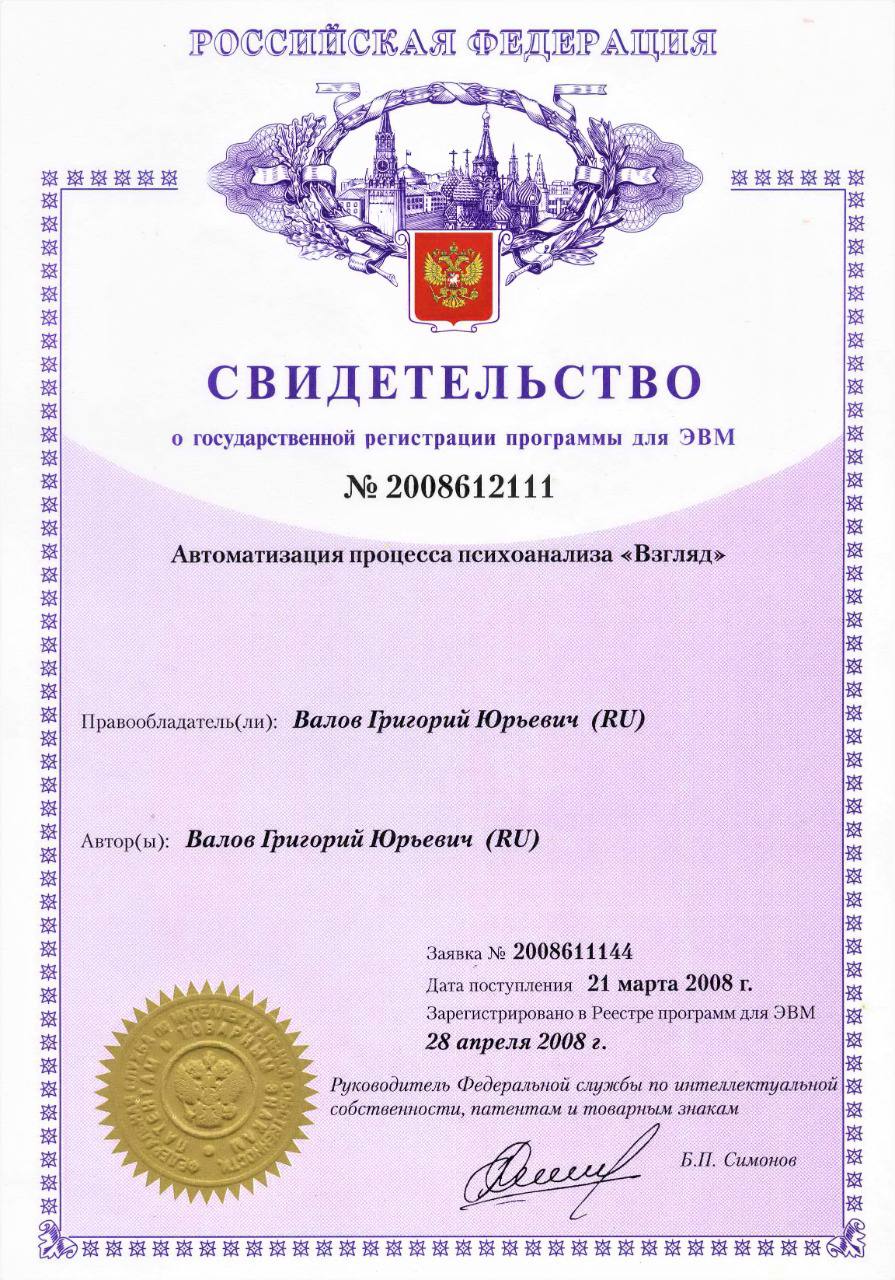 РОССИЙСКАЯ ФЕДЕРАЦИЯ
СВИДЕТЕЛЬСТВО
о государственной регистрации программы для ЭВМ
№ 2008612111
Автоматизация процесса психоанализа «Взгляд»
Правообладатель(ли): Валов Григорий Юрьевич (RU)
Автор(ы): Валов Григорий Юрьевич (RU)
Заявка № 2008611144
Дата поступления 21 марта 2008 г.
Зарегистрировано в Реестре программ для ЭВМ
28 апреля 2008 г.
Руководитель Федеральной службы по интеллектуальной
собственности, патентам и товарным знакам
Б.П. Симонов